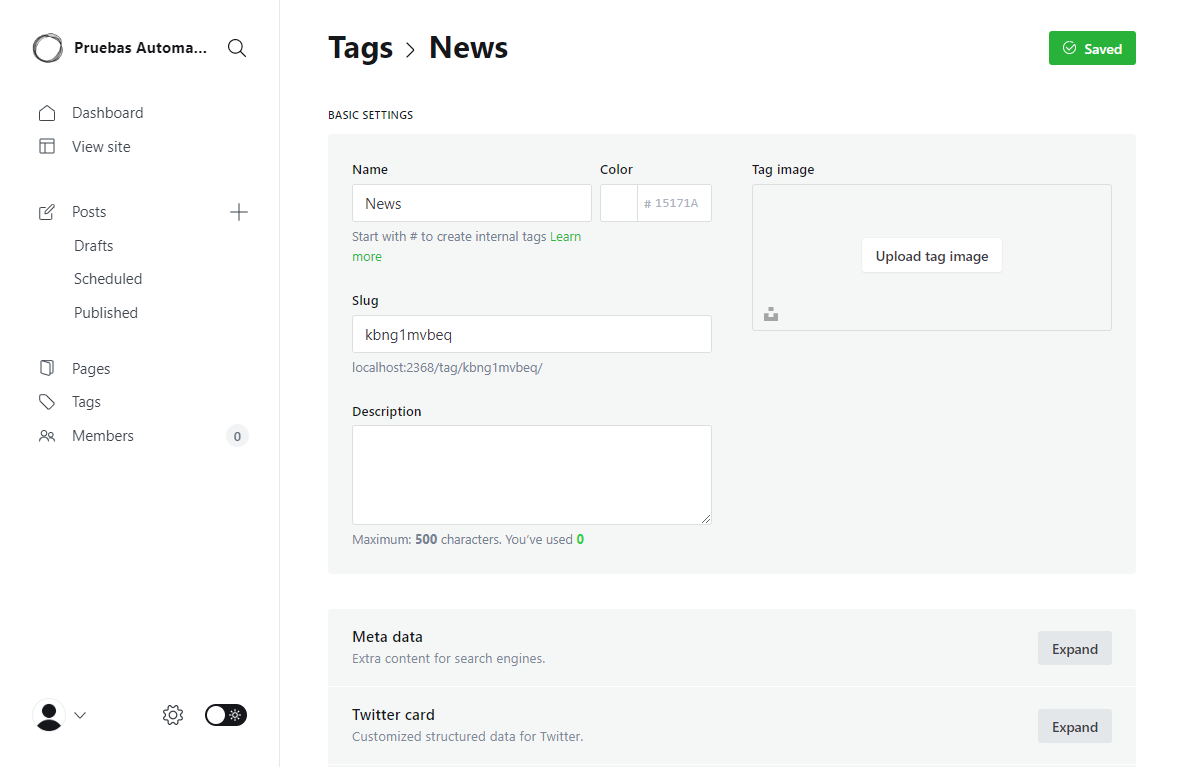 Pruebas Automa...
Dashboard
View site
Posts
Drafts
Scheduled
Published
Pages
Tags
Members
0
Tags > News
Saved
BASIC SETTINGS
Name
News
Start with # to create internal tags Learn
more
Color
# 15171A
Slug
kbng1mvbeq
localhost:2368/tag/kbng1mvbeq/
Description
Maximum: 500 characters. You’ve used 0
Tag image
Upload tag image
Meta data
Extra content for search engines.
Expand
Twitter card
Customized structured data for Twitter.
Expand